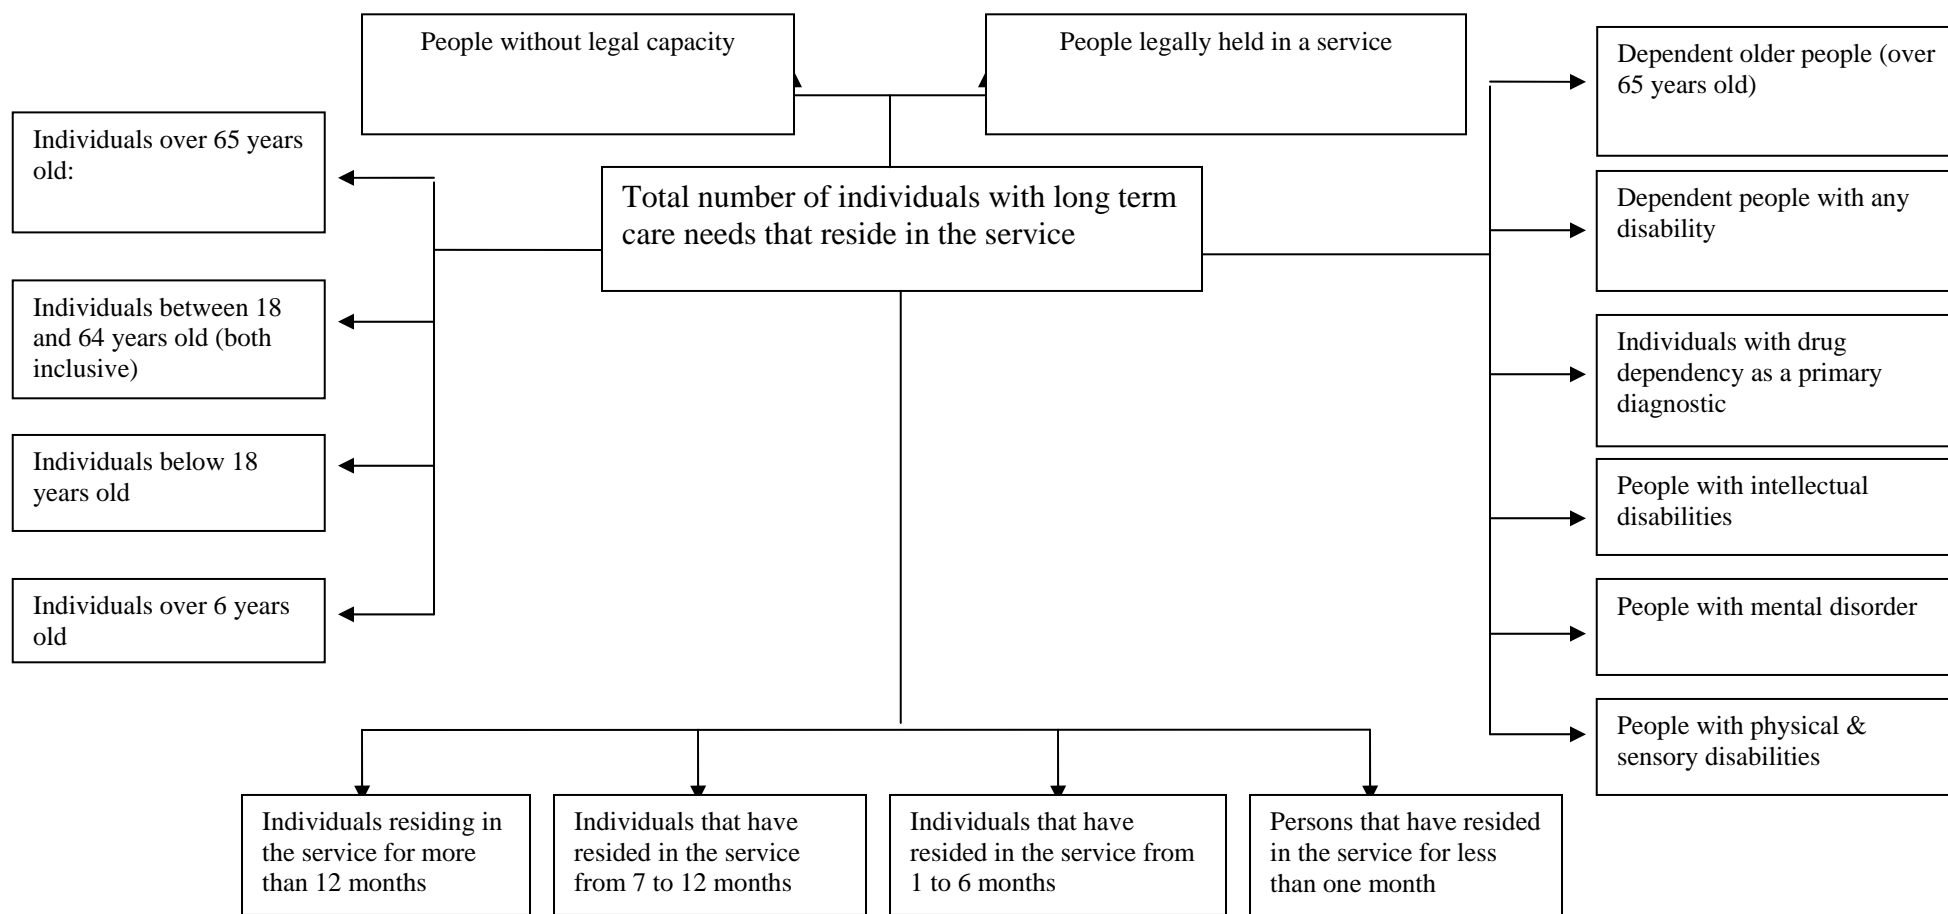 People without legal capacity
People legally held in a service
Dependent older people (over
65 years old)
Individuals over 65 years
old:
Total number of individuals with long term
care needs that reside in the service
Dependent people with any
disability
Individuals between 18
and 64 years old (both
inclusive)
Individuals with drug
dependency as a primary
diagnostic
Individuals below 18
years old
People with intellectual
disabilities
Individuals over 6 years
old
People with mental disorder
People with physical &
sensory disabilities
Individuals residing in
the service for more
than 12 months
Individuals that have
resided in the service
from 7 to 12 months
Individuals that have
resided in the service from
1 to 6 months
Persons that have resided
in the service for less
than one month